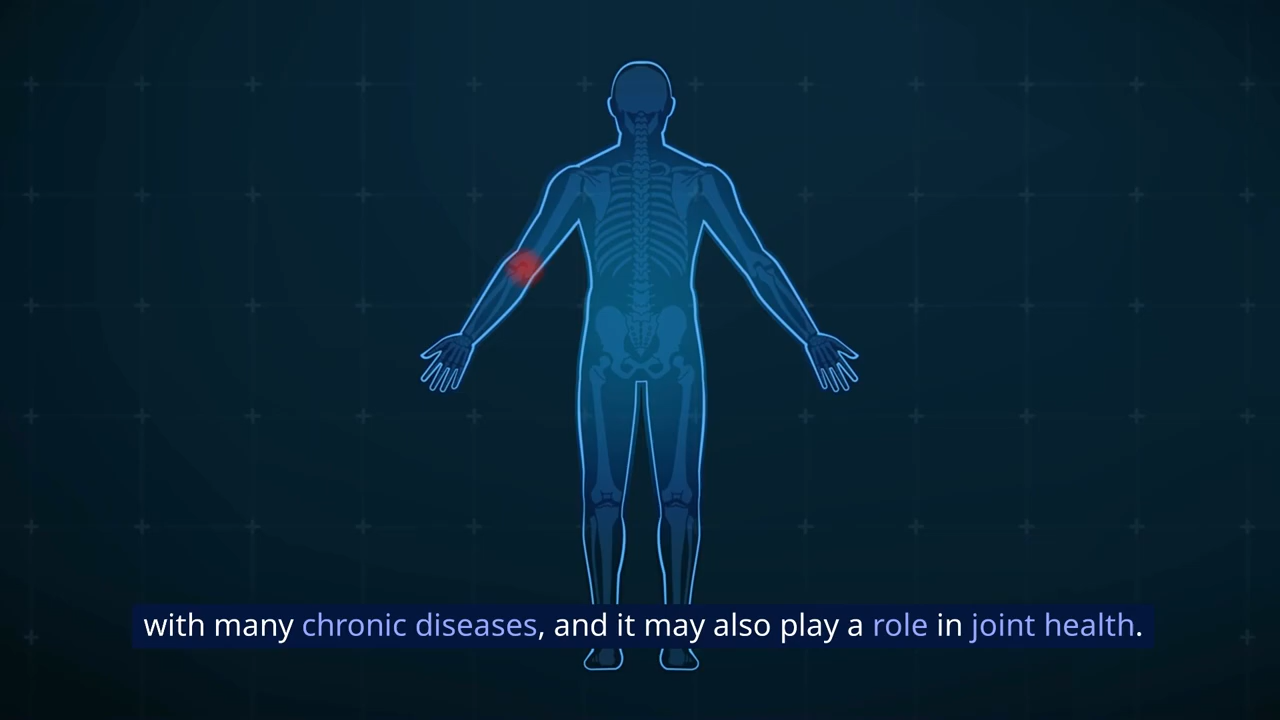 with many chronic diseases, and it may also play a role in joint health.